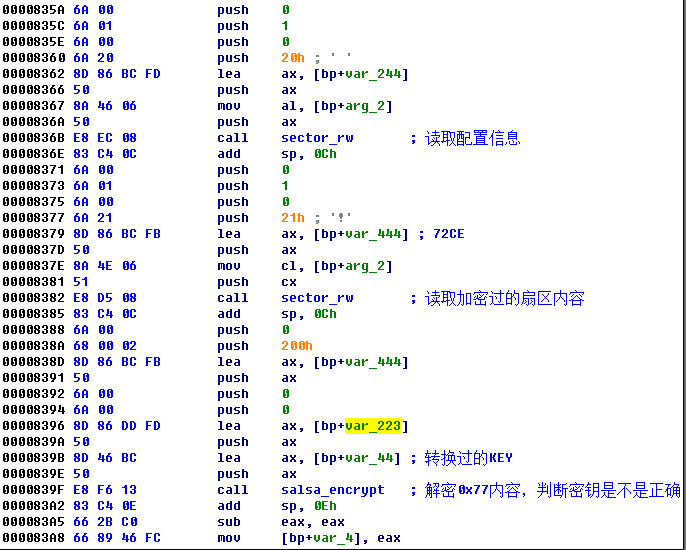 0000835A 6A 00 push 0
0000835C 6A 01 push 1
0000835E 6A 00 push 0
00008360 6A 20 push 20h ; ' '
00008362 8D 86 BC FD lea ax, [bp+var_244]
00008366 50 push ax
00008367 8A 46 06 mov al, [bp+arg_2]
0000836A 50 push ax
0000836B E8 EC 08 call sector_rw ; 读取配置信息
0000836E 83 C4 0C add sp, 0Ch
00008371 6A 00 push 0
00008373 6A 01 push 1
00008375 6A 00 push 0
00008377 6A 21 push 21h ; '!'
00008379 8D 86 BC FB lea ax, [bp+var_444] ; 72CE
0000837D 50 push ax
0000837E 8A 4E 06 mov cl, [bp+arg_2]
00008381 51 push cx
00008382 E8 D5 08 call sector_rw ; 读取加密过的扇区内容
00008385 83 C4 0C add sp, 0Ch
00008388 6A 00 push 0
0000838A 68 00 02 push 200h
0000838D 8D 86 BC FB lea ax, [bp+var_444]
00008391 50 push ax
00008392 6A 00 push 0
00008394 6A 00 push 0
00008396 8D 86 DD FD lea ax, [bp+var_223]
0000839A 50 push ax
0000839B 8D 46 BC lea ax, [bp+var_44] ; 转换过的KEY
0000839E 50 push ax
0000839F E8 F6 13 call salsa_encrypt ; 解密0x77内容，判断密钥是不是正确
000083A2 83 C4 0E add sp, 0Eh
000083A5 66 2B C0 sub eax, eax
000083A8 66 89 46 FC mov [bp+var_4], eax